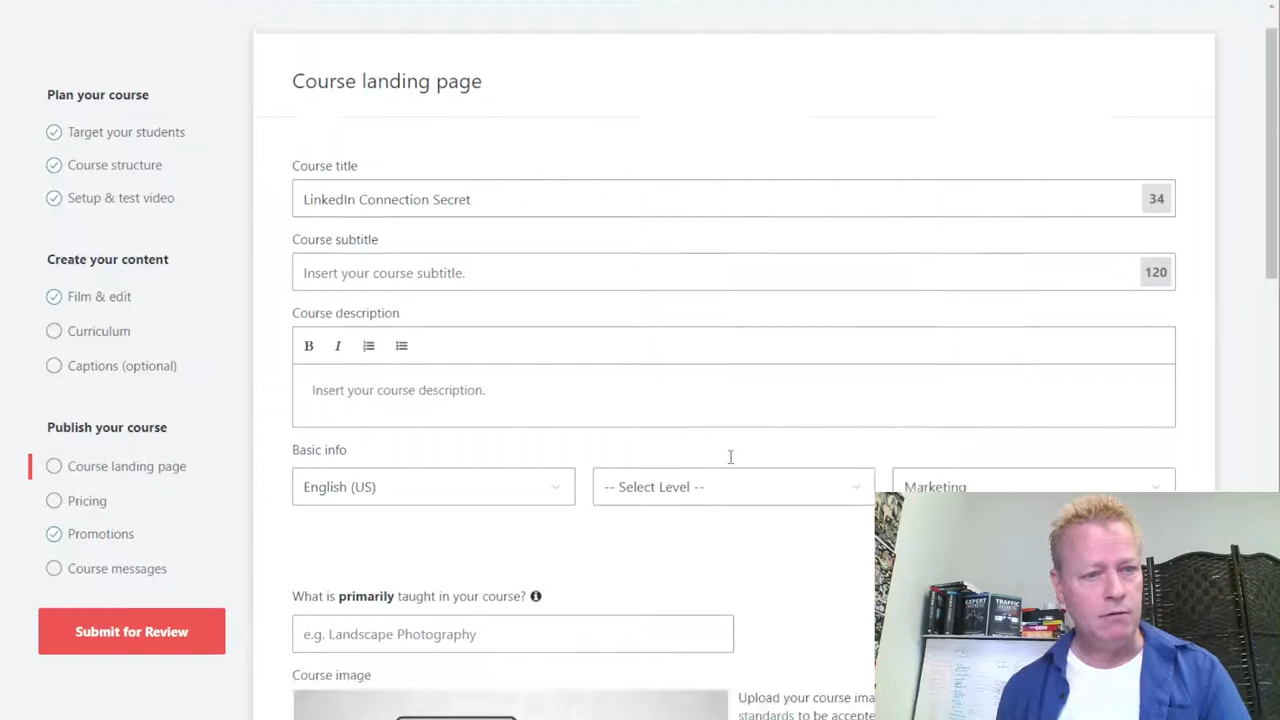 Course landing page
Plan your course
Target your students
Course structure
Setup & test video
Create your content
Film & edit
Curriculum
Captions (optional)
Publish your course
Course landing page
Pricing
Promotions
Course messages
Submit for Review
Course title
LinkedIn Connection Secret
34
Course subtitle
Insert your course subtitle.
120
Course description
B I
Insert your course description.
Basic info
English (US)
-- Select Level --
Marketing
What is primarily taught in your course?
e.g. Landscape Photography
Course image
Upload your course ima
standards to be accepte
EXPERT
SECRETS
TRAFFIC
SECRETS